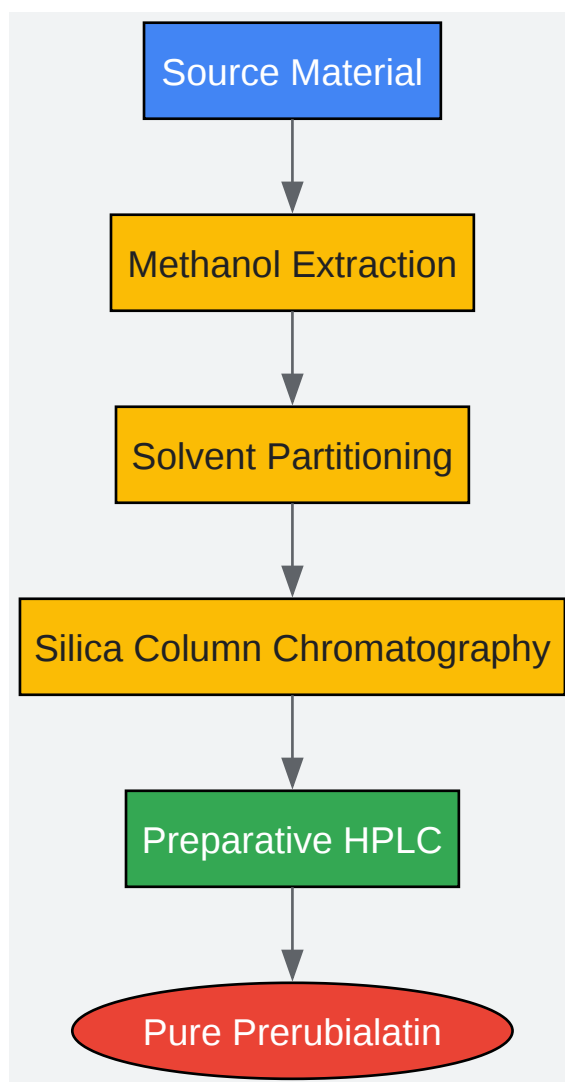 Source Material
Methanol Extraction
Solvent Partitioning
Silica Column Chromatography
Preparative HPLC
Pure Prerubialatin